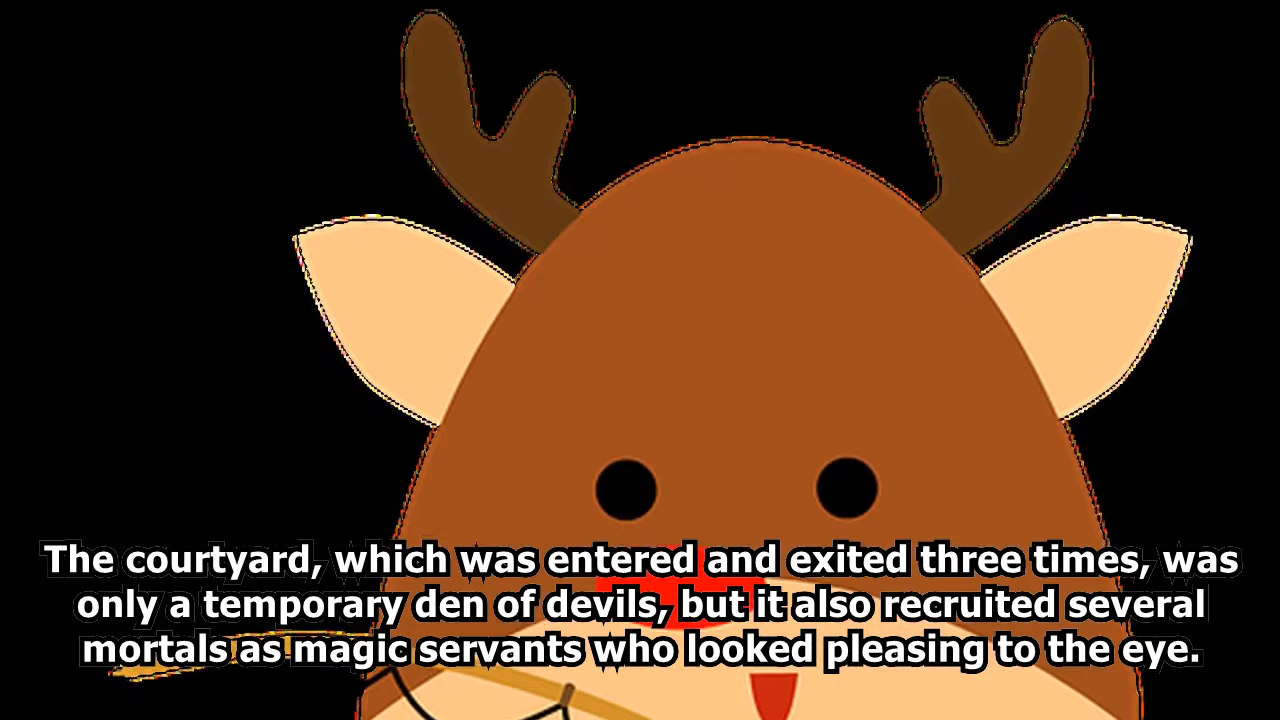 The courtyard, which was entered and exited three times, was
only a temporary den of devils, but it also recruited several
mortals as magic servants who looked pleasing to the eye.